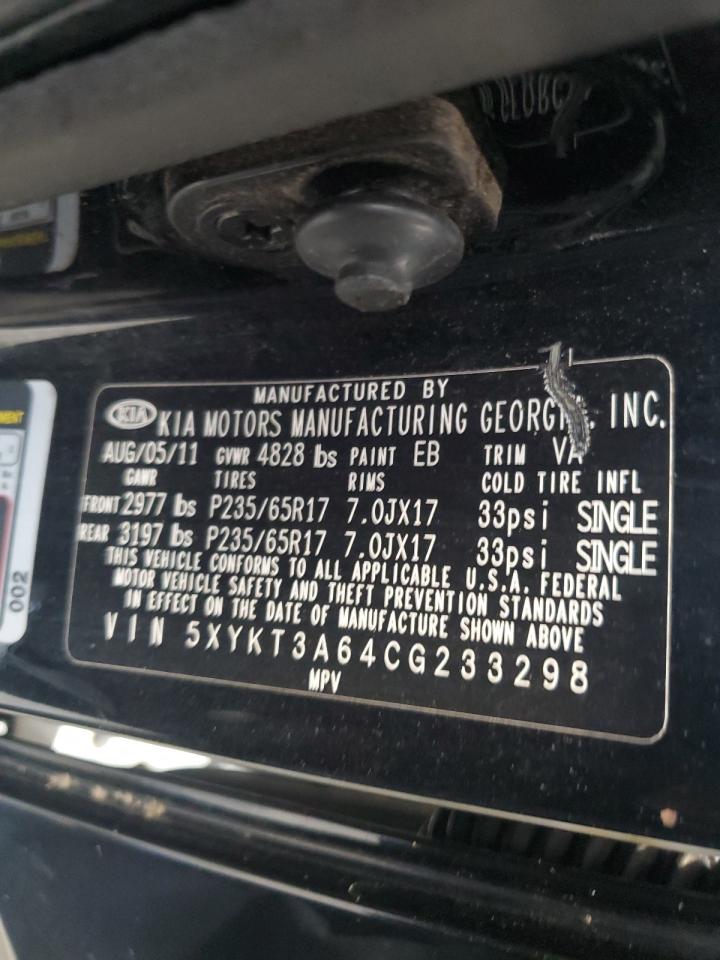 MANUFACTURED BY
KIA KIA MOTORS MANUFACTURING GEORGIA, INC.
AUG/05/11 GVWR 4828 lbs PAINT EB TRIM VA
GAWR TIRES RIMS COLD TIRE INFL
FRONT 2977 lbs P235/65R17 7.0JX17 33psi SINGLE
REAR 3197 lbs P235/65R17 7.0JX17 33psi SINGLE
THIS VEHICLE CONFORMS TO ALL APPLICABLE U.S.A. FEDERAL
MOTOR VEHICLE SAFETY AND THEFT PREVENTION STANDARDS
IN EFFECT ON THE DATE OF MANUFACTURE SHOWN ABOVE
VIN 5XYKT3A64CG233298
MPV
002